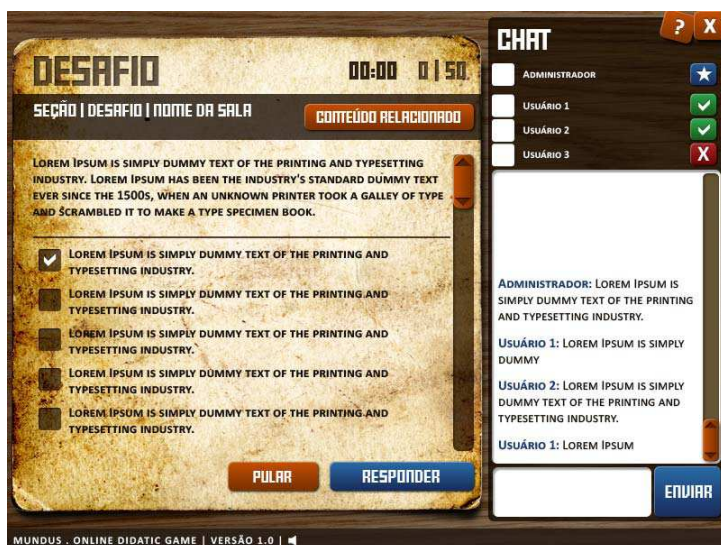 DESAFIO
00:00 0 | 50
SEÇÃO | DESAFIO | NOME DA SALA
CONTEÚDO RELACIONADO
LOREM IPSUM IS SIMPLY DUMMY TEXT OF THE PRINTING AND TYPESETTING
INDUSTRY. LOREM IPSUM HAS BEEN THE INDUSTRY'S STANDARD DUMMY TEXT
EVER SINCE THE 1500S, WHEN AN UNKNOWN PRINTER TOOK A GALLEY OF TYPE
AND SCRAMBLED IT TO MAKE A TYPE SPECIMEN BOOK.
LOREM IPSUM IS SIMPLY DUMMY TEXT OF THE PRINTING AND
TYPESETTING INDUSTRY.
LOREM IPSUM IS SIMPLY DUMMY TEXT OF THE PRINTING AND
TYPESETTING INDUSTRY.
LOREM IPSUM IS SIMPLY DUMMY TEXT OF THE PRINTING AND
TYPESETTING INDUSTRY.
LOREM IPSUM IS SIMPLY DUMMY TEXT OF THE PRINTING AND
TYPESETTING INDUSTRY.
LOREM IPSUM IS SIMPLY DUMMY TEXT OF THE PRINTING AND
TYPESETTING INDUSTRY.
PULAR
RESPONDER
MUNDUS . ONLINE DIDATIC GAME | VERSÃO 1.0 |
? X
CHAT
ADMINISTRADOR
USUÁRIO 1
USUÁRIO 2
USUÁRIO 3 X
ADMINISTRADOR: LOREM IPSUM IS
SIMPLY DUMMY TEXT OF THE PRINTING
AND TYPESETTING INDUSTRY.
USUÁRIO 1: LOREM IPSUM IS SIMPLY
DUMMY
USUÁRIO 2: LOREM IPSUM IS SIMPLY
DUMMY TEXT OF THE PRINTING AND
TYPESETTING INDUSTRY.
USUÁRIO 1: LOREM IPSUM
ENVIAR